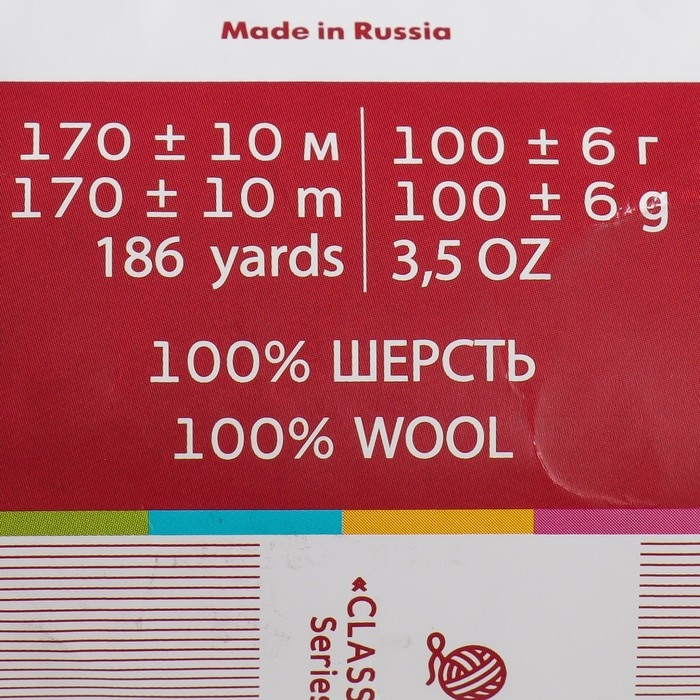 Made in Russia
170 ± 10 м
170 ± 10 m
186 yards
100 ± 6 г
100 ± 6 g
3,5 OZ
100% ШЕРСТЬ
100% WOOL